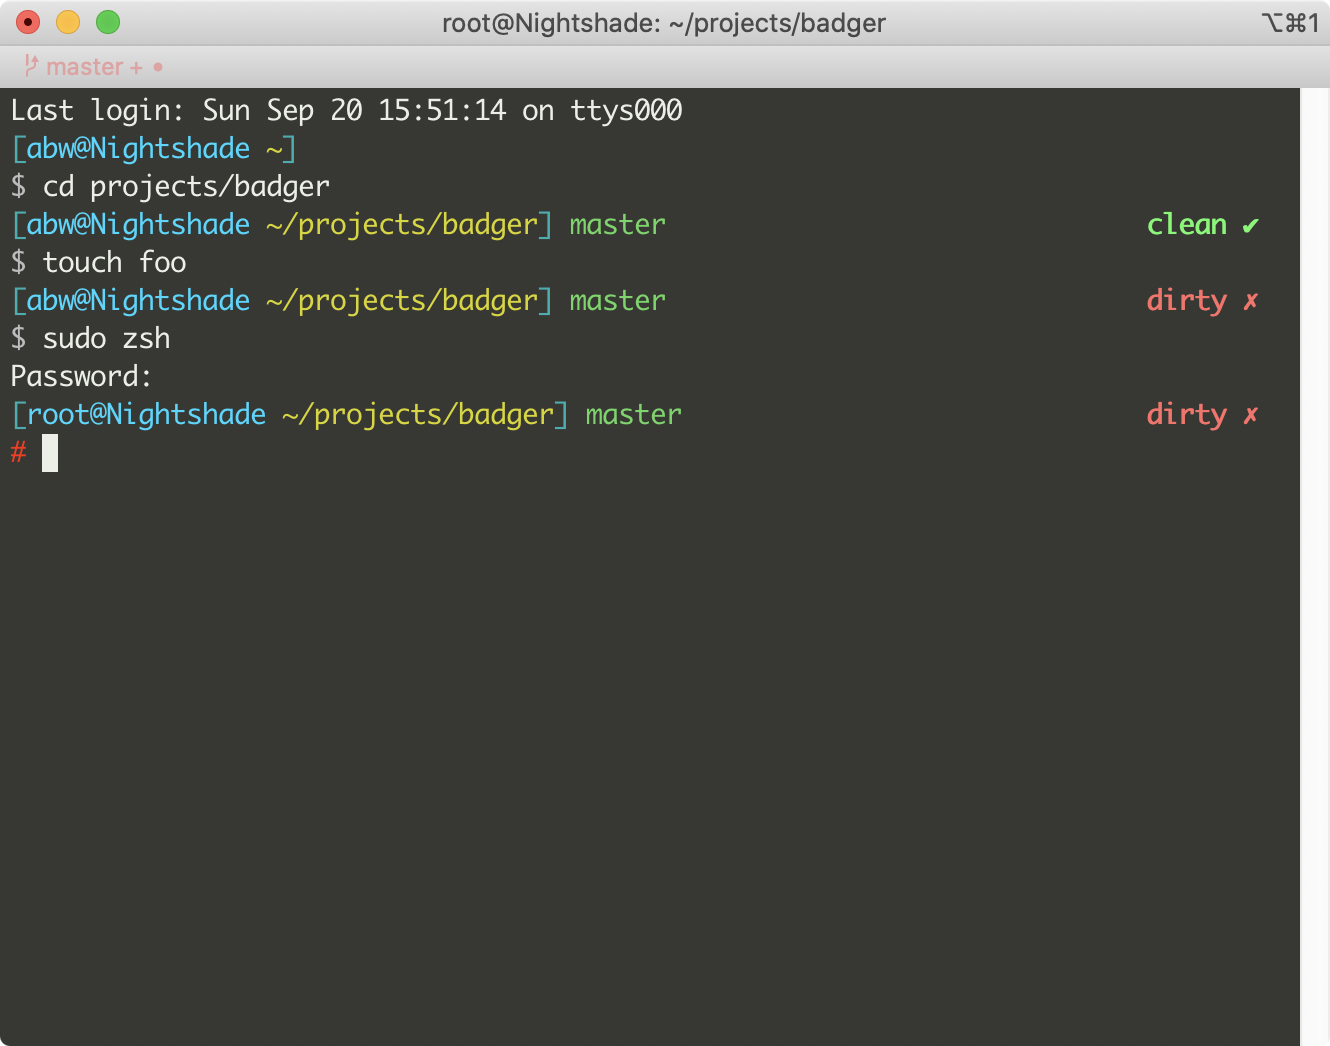 root@Nightshade: ~/projects/badger ⌥⌘1
master + •
Last login: Sun Sep 20 15:51:14 on ttys000
[abw@Nightshade ~]
$ cd projects/badger
[abw@Nightshade ~/projects/badger] master clean ✔
$ touch foo
[abw@Nightshade ~/projects/badger] master dirty ✗
$ sudo zsh
Password:
[root@Nightshade ~/projects/badger] master dirty ✗
#